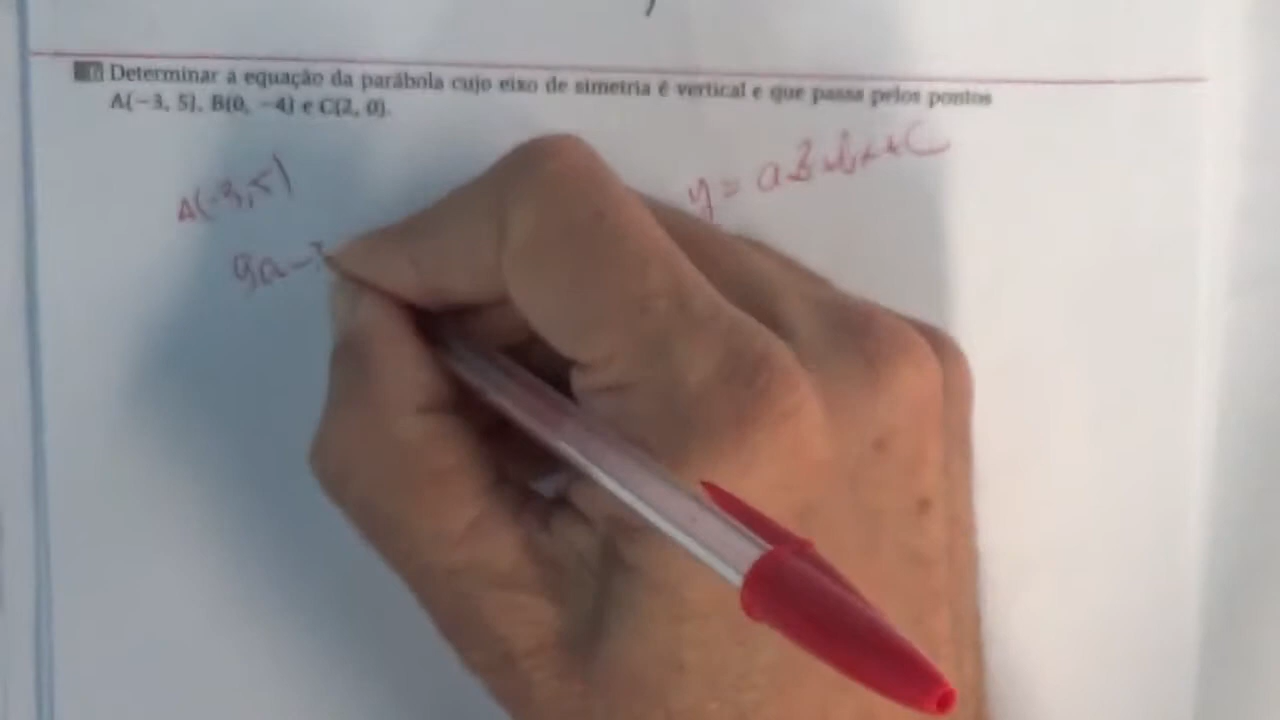 Determinar a equação da parábola cujo eixo de simetria é vertical e que passa pelos pontos
A(−3, 5), B(0, −4) e C(2, 0).
y = ax²+bx+C
A(-3,5)
9a-3